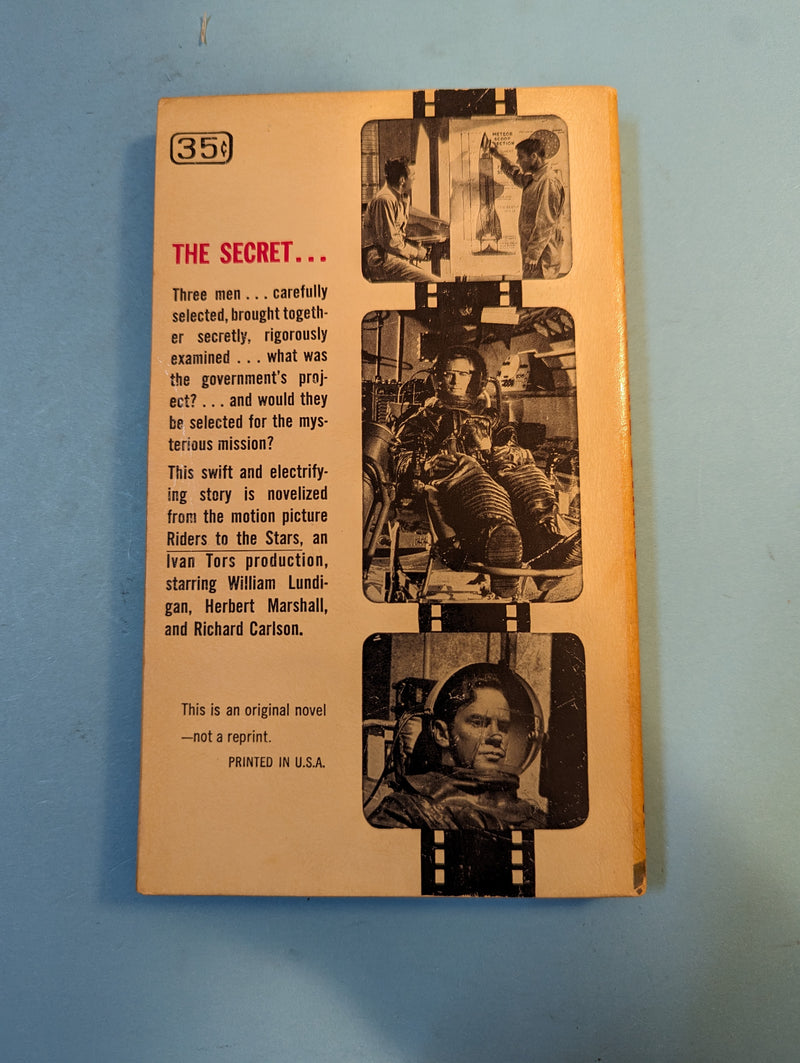 35¢
THE SECRET...
Three men . . . carefully
selected, brought togeth-
er secretly, rigorously
examined . . . what was
the government's proj-
ect? . . . and would they
be selected for the mys-
terious mission?
This swift and electrify-
ing story is novelized
from the motion picture
Riders to the Stars, an
Ivan Tors production,
starring William Lundi-
gan, Herbert Marshall,
and Richard Carlson.
This is an original novel
—not a reprint.
PRINTED IN U.S.A.
METEOR
SCOOP
SECTION